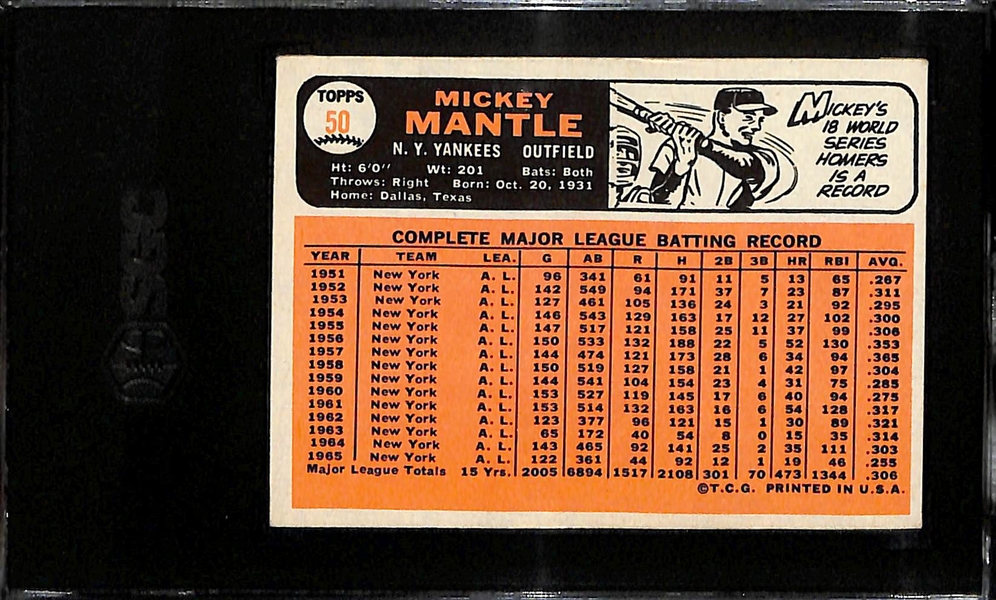 TOPPS
50
MICKEY
MANTLE
N. Y. YANKEES OUTFIELD
Ht: 6'0" Wt: 201 Bats: Both
Throws: Right Born: Oct. 20, 1931
Home: Dallas, Texas
MICKEY'S
18 WORLD
SERIES
HOMERS
IS A
RECORD
COMPLETE MAJOR LEAGUE BATTING RECORD
YEAR TEAM LEA. G AB R H 2B 3B HR RBI AVG.
1951 New York A. L. 96 341 61 91 11 5 13 65 .267
1952 New York A. L. 142 549 94 171 37 7 23 87 .311
1953 New York A. L. 127 461 105 136 24 3 21 92 .295
1954 New York A. L. 146 543 129 163 17 12 27 102 .300
1955 New York A. L. 147 517 121 158 25 11 37 99 .306
1956 New York A. L. 150 533 132 188 22 5 52 130 .353
1957 New York A. L. 144 474 121 173 28 6 34 94 .365
1958 New York A. L. 150 519 127 158 21 1 42 97 .304
1959 New York A. L. 144 541 104 154 23 4 31 75 .285
1960 New York A. L. 153 527 119 145 17 6 40 94 .275
1961 New York A. L. 153 514 132 163 16 6 54 128 .317
1962 New York A. L. 123 377 96 121 15 1 30 89 .321
1963 New York A. L. 65 172 40 54 8 0 15 35 .314
1964 New York A. L. 143 465 92 141 25 2 35 111 .303
1965 New York A. L. 122 361 44 92 12 1 19 46 .255
Major League Totals 15 Yrs. 2005 6894 1517 2108 301 70 473 1344 .306
©T.C.G. PRINTED IN U.S.A.
SGC